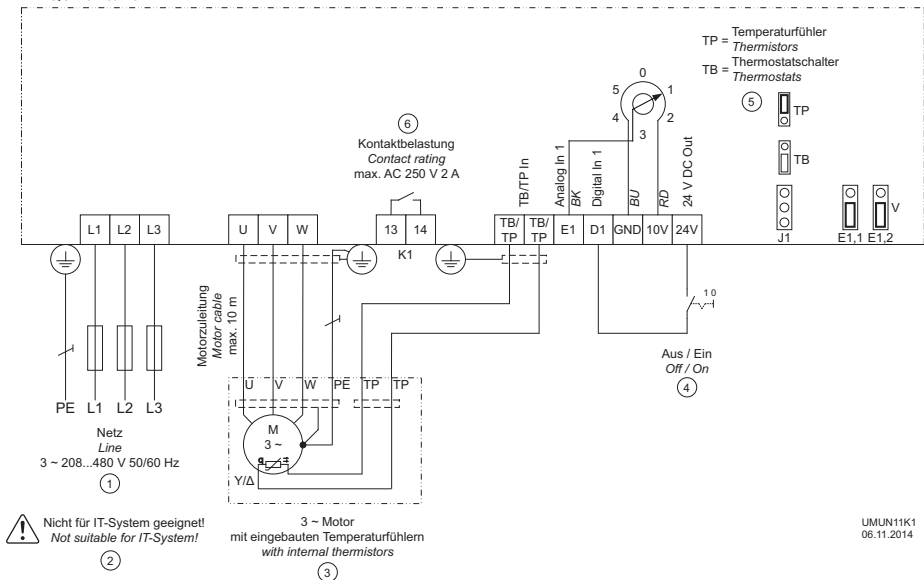 TP = Temperaturfühler
Thermistors
TB = Thermostatschalter
Thermostats
5
TP
TB
J1
E1,1
E1,2
V
0
5
1
4
2
3
6
Kontaktbelastung
Contact rating
max. AC 250 V 2 A
TB/TP In
Analog In 1
BK
Digital In 1
BU
RD
24 V DC Out
L1 L2 L3
U V W
13 14
K1
TB/TP TB/TP E1 D1 GND 10V 24V
Motorzuleitung
Motor cable
max. 10 m
1 0
Aus / Ein
Off / On
4
PE L1 L2 L3
Netz
Line
3 ~ 208...480 V 50/60 Hz
1
U V W PE TP TP
M
3 ~
Y/Δ
Nicht für IT-System geeignet!
Not suitable for IT-System!
2
3 ~ Motor
mit eingebauten Temperaturfühlern
with internal thermistors
3
UMUN11K1
06.11.2014